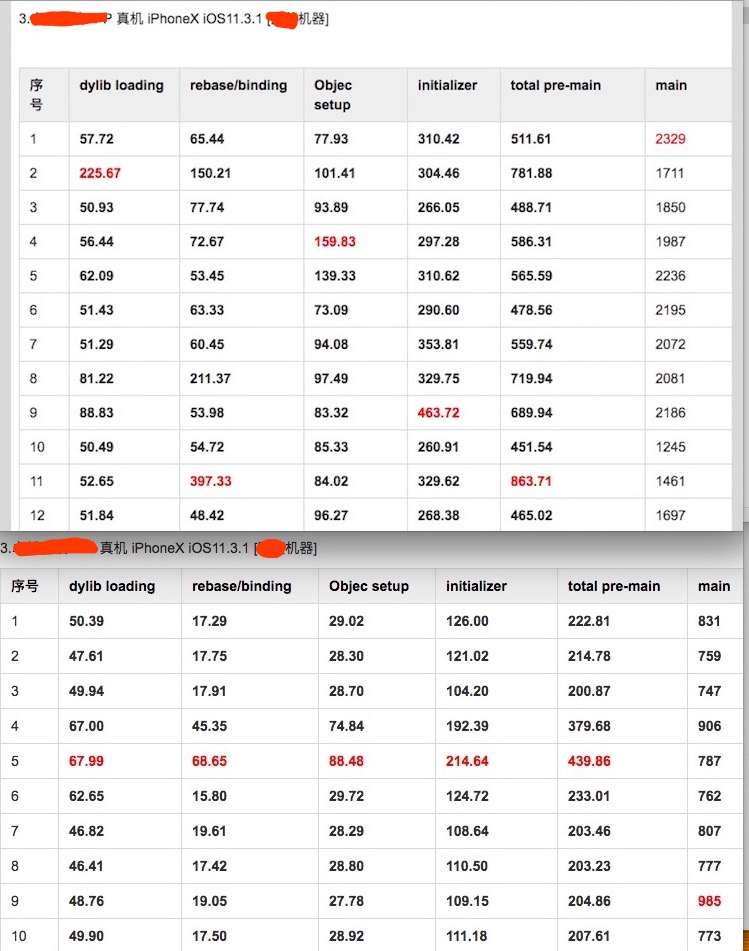 3. P 真机 iPhoneX iOS11.3.1 [ 机器]
序号 dylib loading rebase/binding Objec setup initializer total pre-main main
1 57.72 65.44 77.93 310.42 511.61 2329
2 225.67 150.21 101.41 304.46 781.88 1711
3 50.93 77.74 93.89 266.05 488.71 1850
4 56.44 72.67 159.83 297.28 586.31 1987
5 62.09 53.45 139.33 310.62 565.59 2236
6 51.43 63.33 73.09 290.60 478.56 2195
7 51.29 60.45 94.08 353.81 559.74 2072
8 81.22 211.37 97.49 329.75 719.94 2081
9 88.83 53.98 83.32 463.72 689.94 2186
10 50.49 54.72 85.33 260.91 451.54 1245
11 52.65 397.33 84.02 329.62 863.71 1461
12 51.84 48.42 96.27 268.38 465.02 1697
3. 真机 iPhoneX iOS11.3.1 [ 机器]
序号 dylib loading rebase/binding Objec setup initializer total pre-main main
1 50.39 17.29 29.02 126.00 222.81 831
2 47.61 17.75 28.30 121.02 214.78 759
3 49.94 17.91 28.70 104.20 200.87 747
4 67.00 45.35 74.84 192.39 379.68 906
5 67.99 68.65 88.48 214.64 439.86 787
6 62.65 15.80 29.72 124.72 233.01 762
7 46.82 19.61 28.29 108.64 203.46 807
8 46.41 17.42 28.80 110.50 203.23 777
9 48.76 19.05 27.78 109.15 204.86 985
10 49.90 17.50 28.92 111.18 207.61 773